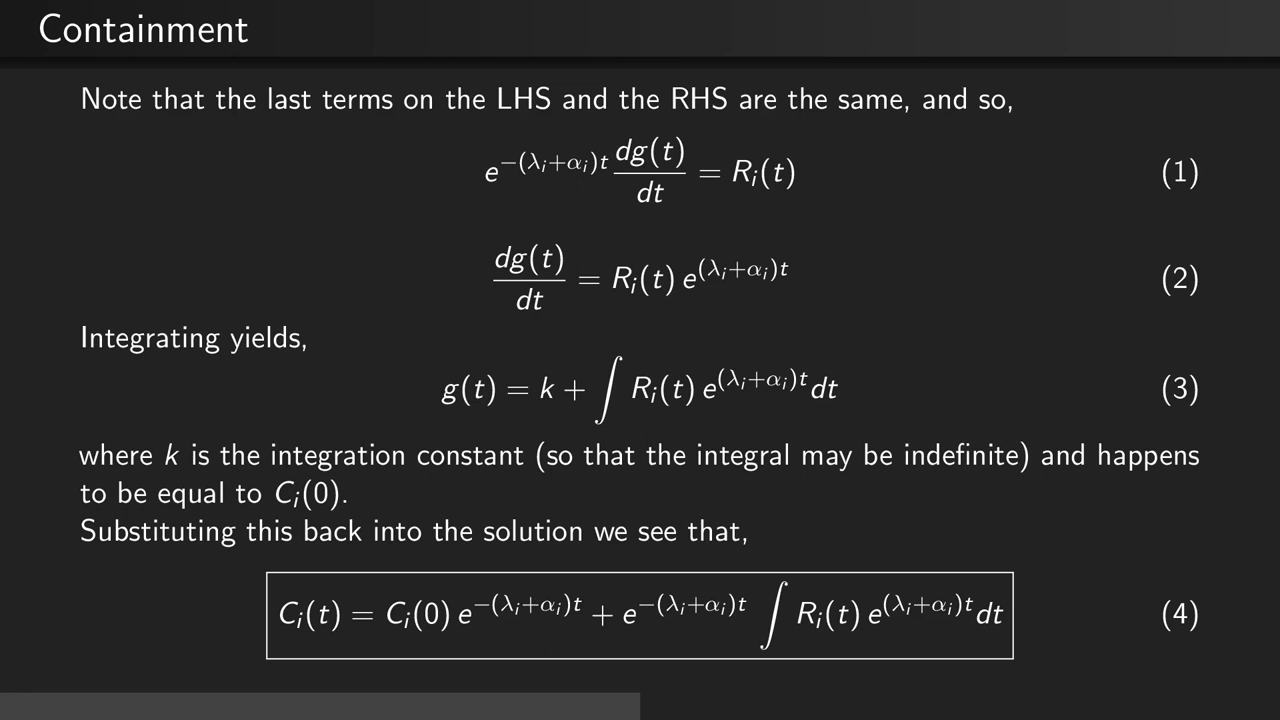 Containment
Note that the last terms on the LHS and the RHS are the same, and so,
e^{−(λ_i+α_i)t} dg(t)/dt = R_i(t) (1)
dg(t)/dt = R_i(t) e^{(λ_i+α_i)t} (2)
Integrating yields,
g(t) = k + ∫ R_i(t) e^{(λ_i+α_i)t} dt (3)
where k is the integration constant (so that the integral may be indefinite) and happens
to be equal to C_i(0).
Substituting this back into the solution we see that,
C_i(t) = C_i(0) e^{−(λ_i+α_i)t} + e^{−(λ_i+α_i)t} ∫ R_i(t) e^{(λ_i+α_i)t} dt (4)